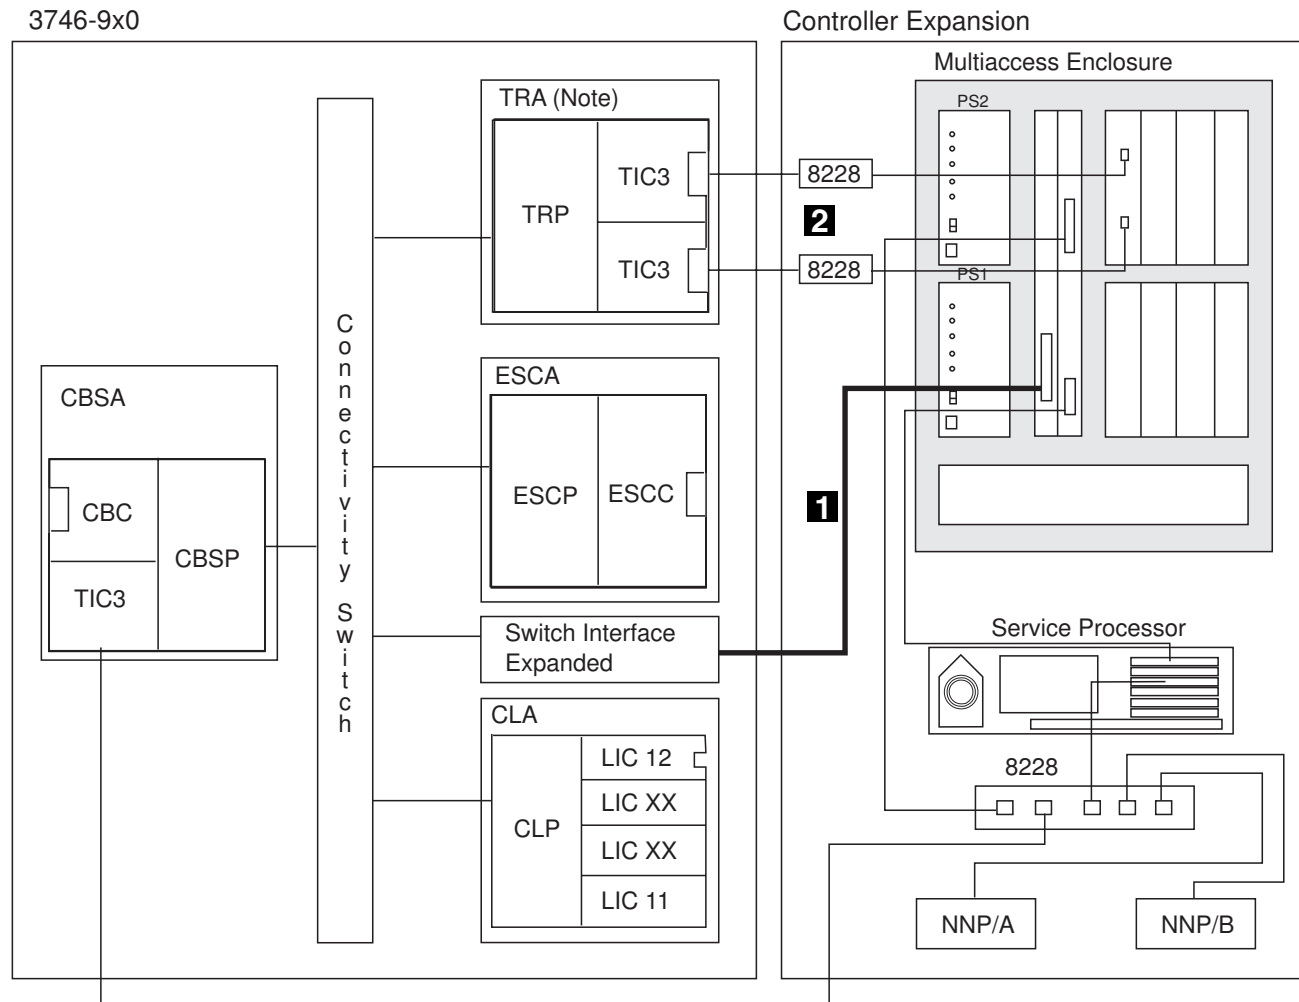 3746-9x0
Controller Expansion
Multiaccess Enclosure
TRA (Note)
PS2
TIC3
8228
TRP
2
TIC3
8228
PS1
Connectivity Switch
ESCA
CBSA
ESCP
ESCC
1
CBC
CBSP
TIC3
Switch Interface
Expanded
Service Processor
CLA
LIC 12
8228
LIC XX
CLP
LIC XX
LIC 11
NNP/A
NNP/B